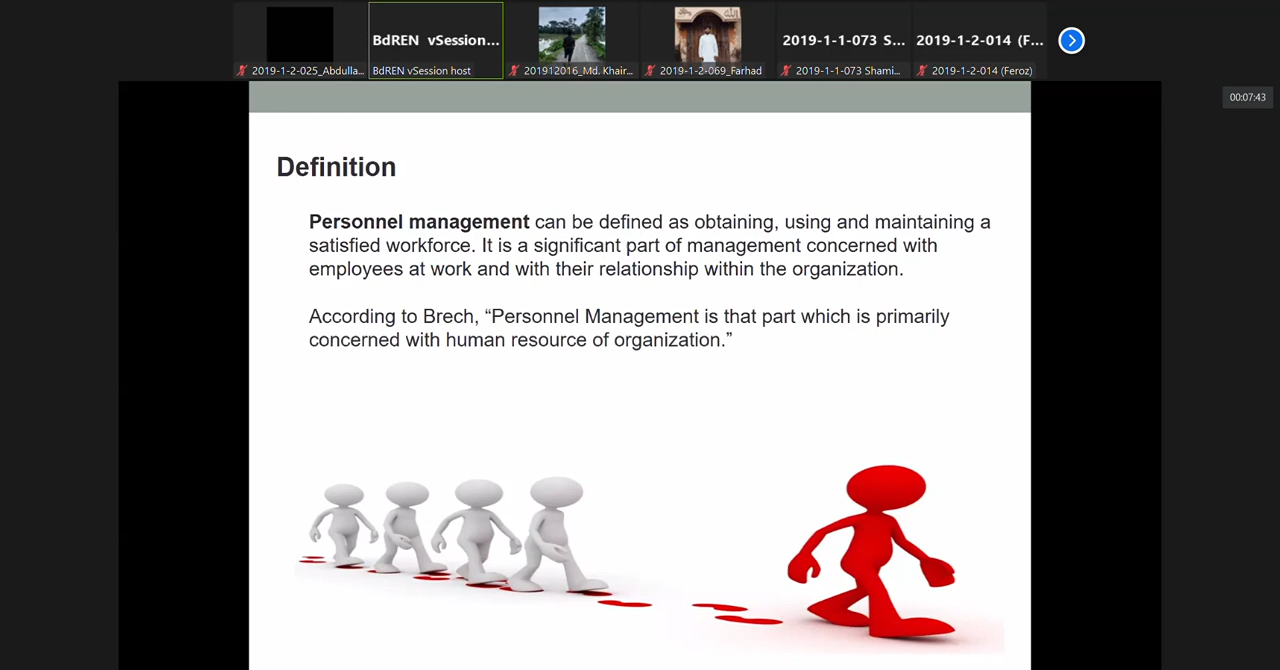 BdREN vSession...
2019-1-1-073 S...
2019-1-2-014 (F...
2019-1-2-025_Abdulla...
BdREN vSession host
201912016_Md. Khair...
2019-1-2-069_Farhad
2019-1-1-073 Shami...
2019-1-2-014 (Feroz)
00:07:43
Definition
Personnel management can be defined as obtaining, using and maintaining a
satisfied workforce. It is a significant part of management concerned with
employees at work and with their relationship within the organization.
According to Brech, “Personnel Management is that part which is primarily
concerned with human resource of organization.”